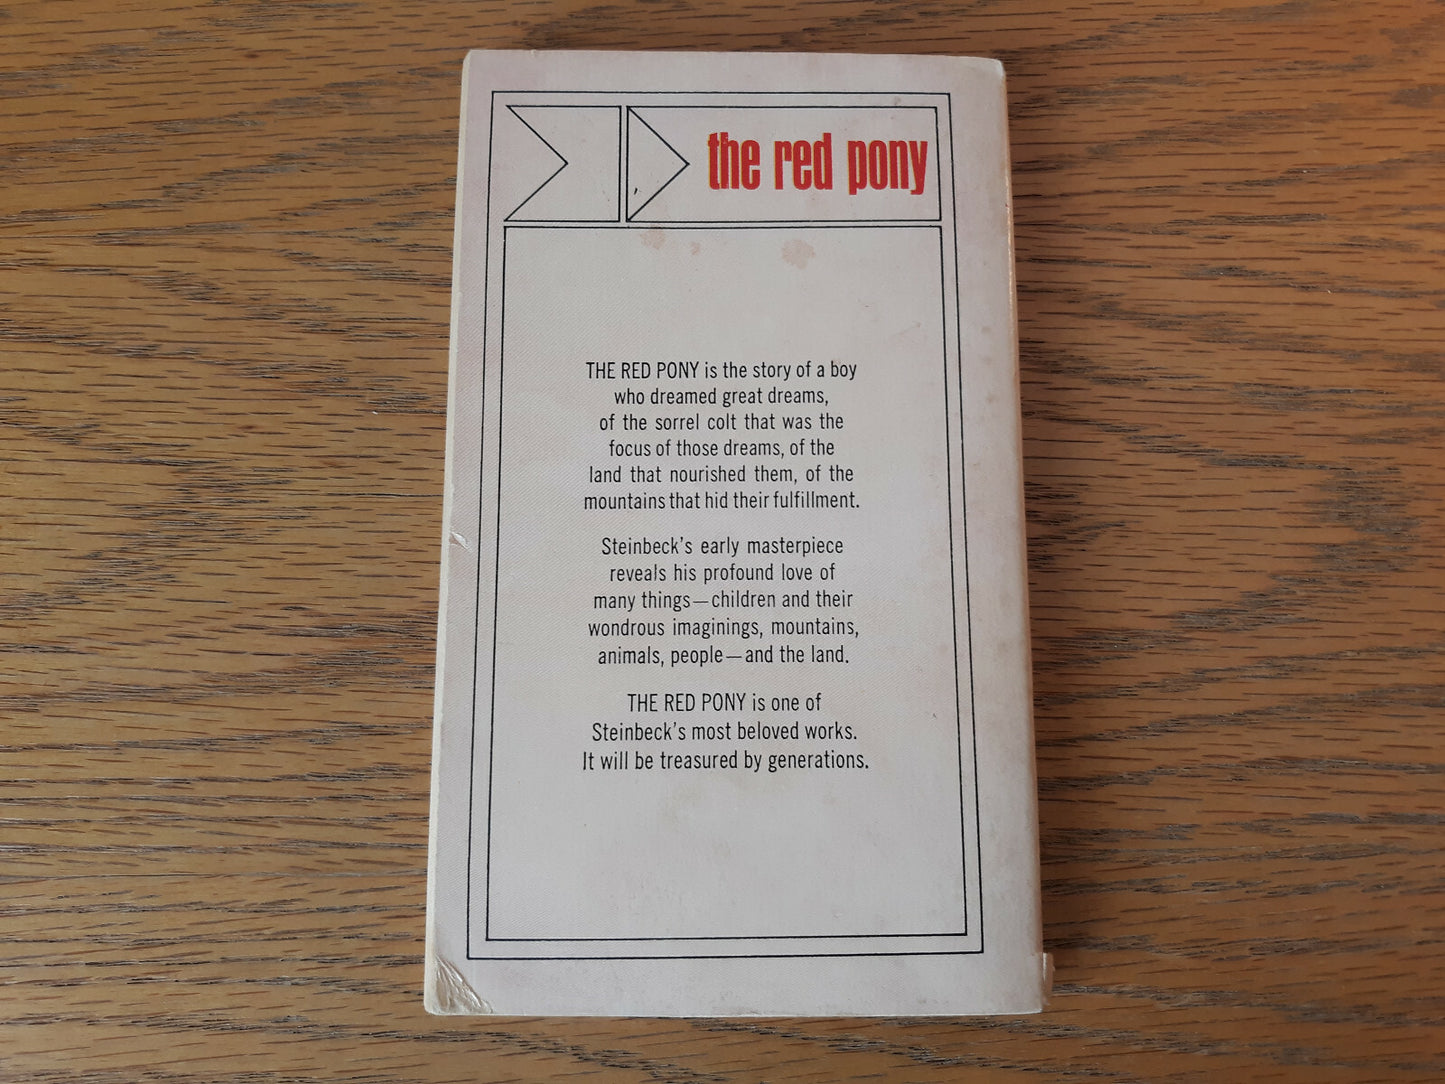 the red pony
THE RED PONY is the story of a boy
who dreamed great dreams,
of the sorrel colt that was the
focus of those dreams, of the
land that nourished them, of the
mountains that hid their fulfillment.
Steinbeck's early masterpiece
reveals his profound love of
many things—children and their
wondrous imaginings, mountains,
animals, people—and the land.
THE RED PONY is one of
Steinbeck's most beloved works.
It will be treasured by generations.